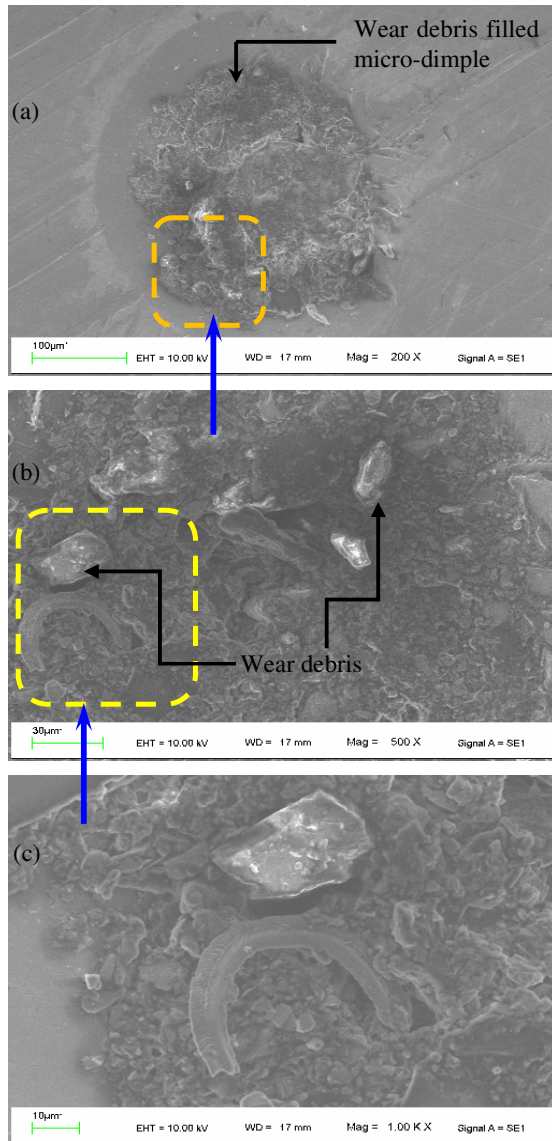 Wear debris filled
micro-dimple
(a)
100µm
EHT = 10.00 kV WD = 17 mm Mag = 200 X Signal A = SE1
(b)
Wear debris
30µm
EHT = 10.00 kV WD = 17 mm Mag = 500 X Signal A = SE1
(c)
10µm
EHT = 10.00 kV WD = 17 mm Mag = 1.00 K X Signal A = SE1